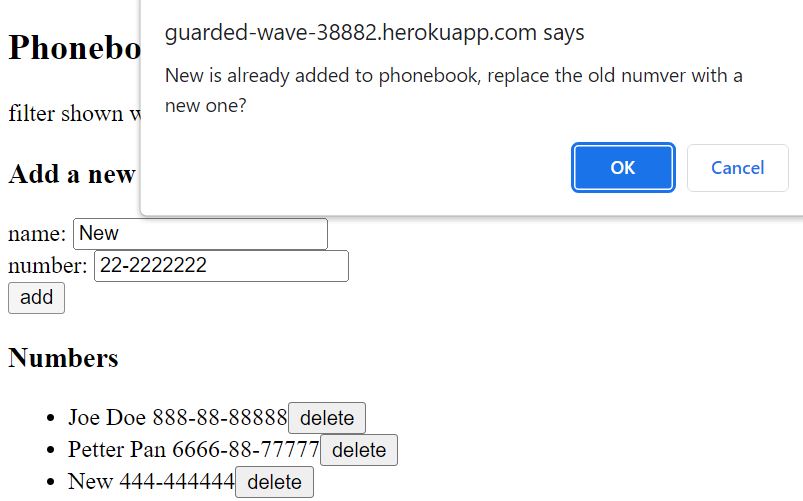 guarded-wave-38882.herokuapp.com says
New is already added to phonebook, replace the old numver with a
new one?
OK
Cancel
Phonebo
filter shown w
Add a new
name: New
number: 22-2222222
add
Numbers
Joe Doe 888-88-88888 delete
Petter Pan 6666-88-77777 delete
New 444-444444 delete